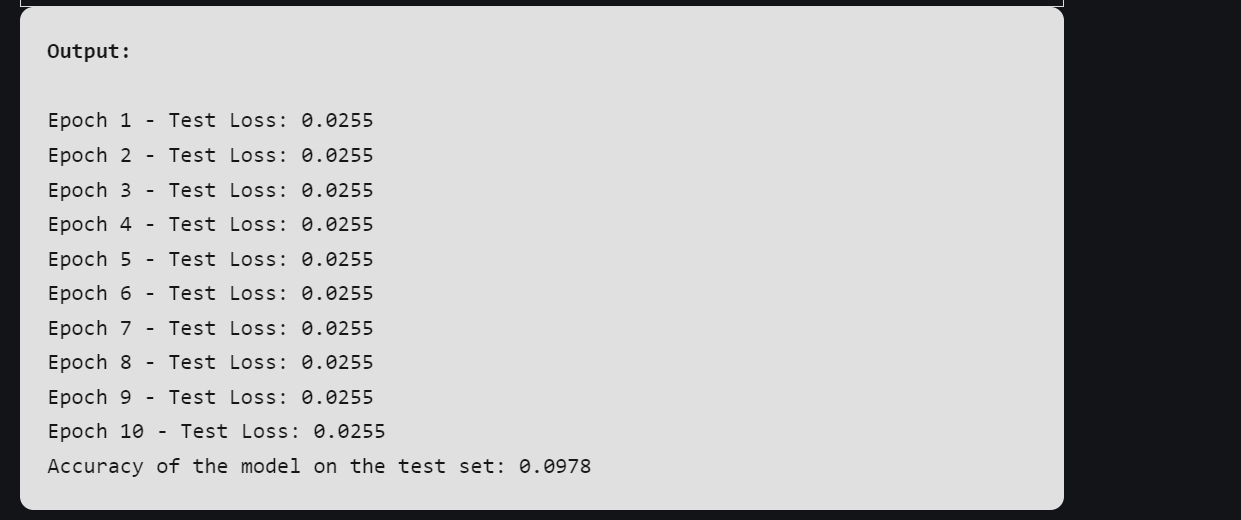 Output:
Epoch 1 - Test Loss: 0.0255
Epoch 2 - Test Loss: 0.0255
Epoch 3 - Test Loss: 0.0255
Epoch 4 - Test Loss: 0.0255
Epoch 5 - Test Loss: 0.0255
Epoch 6 - Test Loss: 0.0255
Epoch 7 - Test Loss: 0.0255
Epoch 8 - Test Loss: 0.0255
Epoch 9 - Test Loss: 0.0255
Epoch 10 - Test Loss: 0.0255
Accuracy of the model on the test set: 0.0978